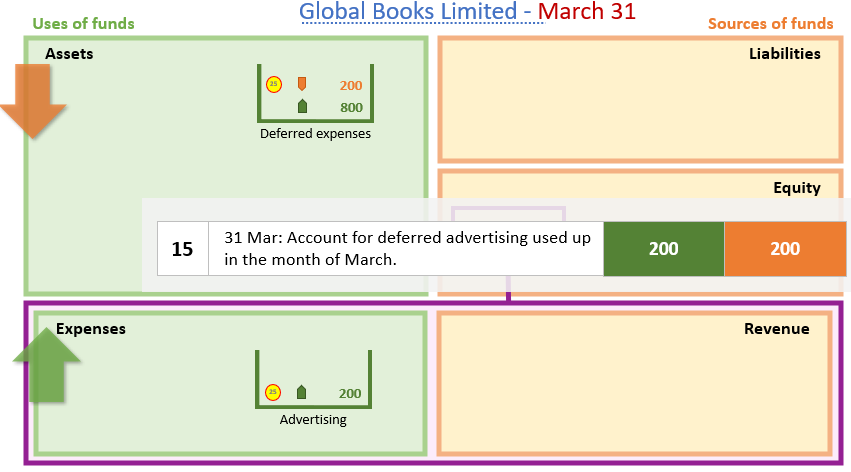 Global Books Limited - March 31
Uses of funds
Sources of funds
Assets
Liabilities
25
200
800
Deferred expenses
Equity
15
31 Mar: Account for deferred advertising used up
in the month of March.
200
200
Expenses
Revenue
25
200
Advertising